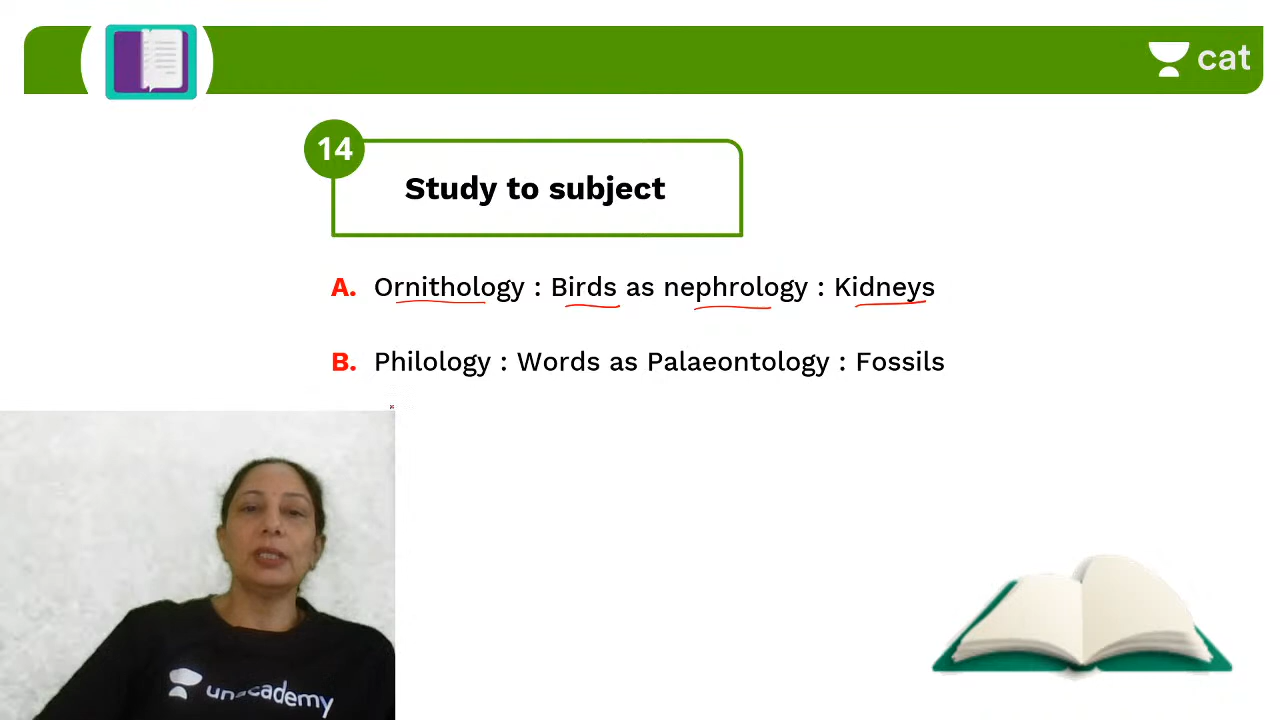 cat
14
Study to subject
A. Ornithology : Birds as nephrology : Kidneys
B. Philology : Words as Palaeontology : Fossils
unacademy